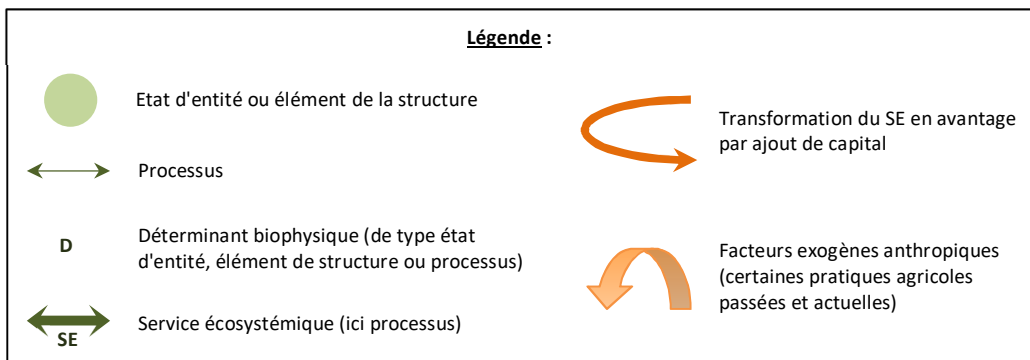 Légende :
Etat d'entité ou élément de la structure
Processus
D
Déterminant biophysique (de type état
d'entité, élément de structure ou processus)
SE
Service écosystémique (ici processus)
Transformation du SE en avantage
par ajout de capital
Facteurs exogènes anthropiques
(certaines pratiques agricoles
passées et actuelles)